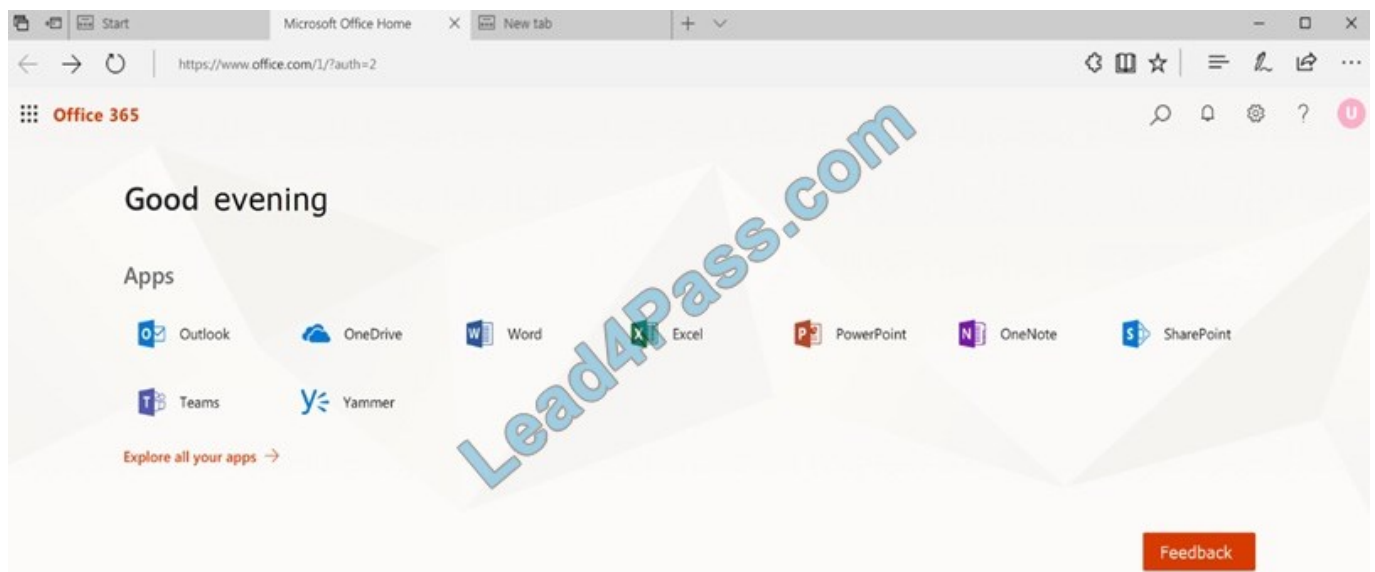 Start
Microsoft Office Home
New tab
https://www.office.com/1/?auth=2
Office 365
U
Good evening
Apps
Outlook
OneDrive
Word
Excel
PowerPoint
OneNote
SharePoint
Teams
Yammer
Explore all your apps →
Feedback
Lead4Pass.com